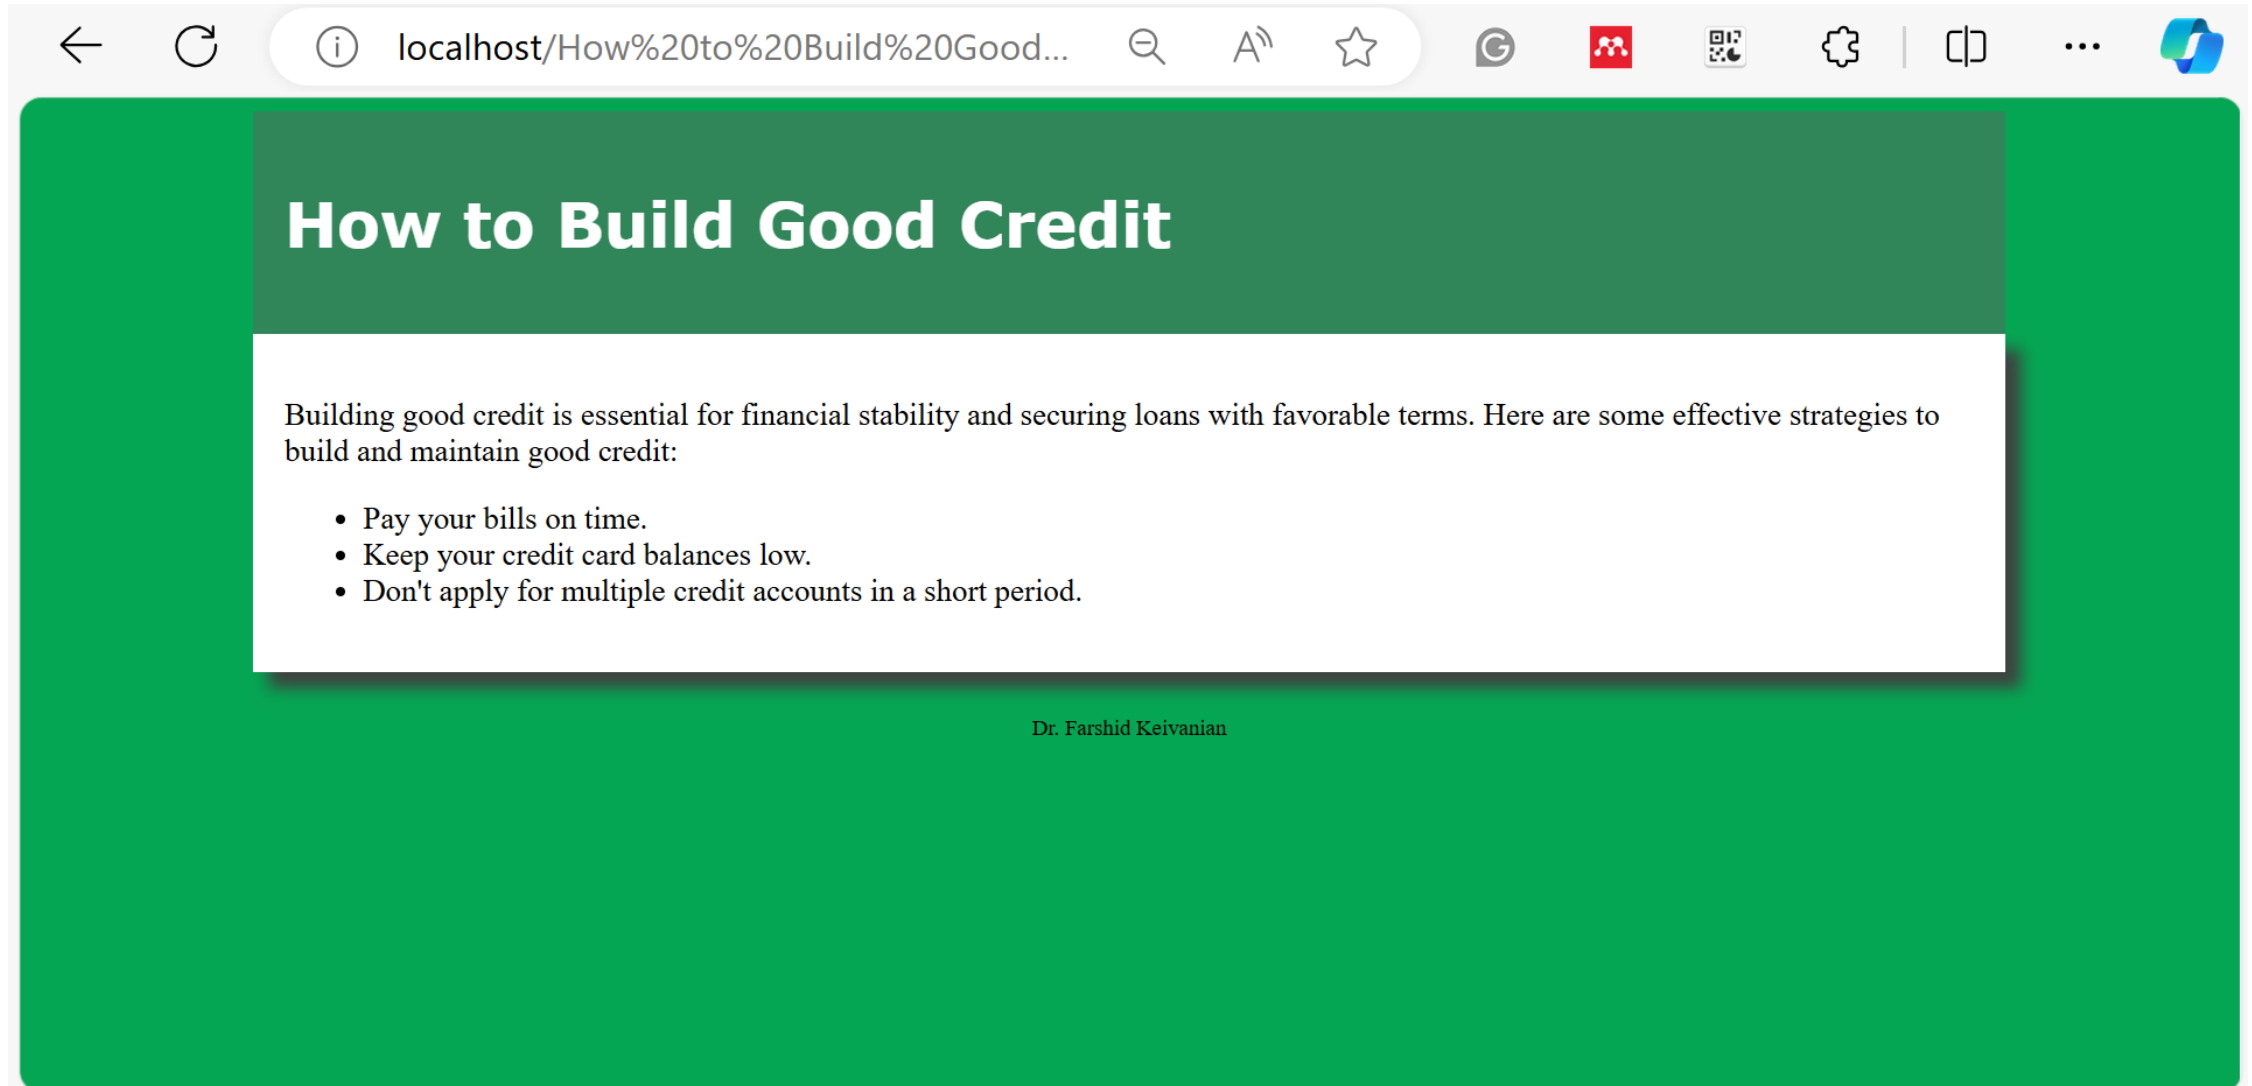 localhost/How%20to%20Build%20Good...
How to Build Good Credit
Building good credit is essential for financial stability and securing loans with favorable terms. Here are some effective strategies to
build and maintain good credit:
• Pay your bills on time.
• Keep your credit card balances low.
• Don't apply for multiple credit accounts in a short period.
Dr. Farshid Keivanian